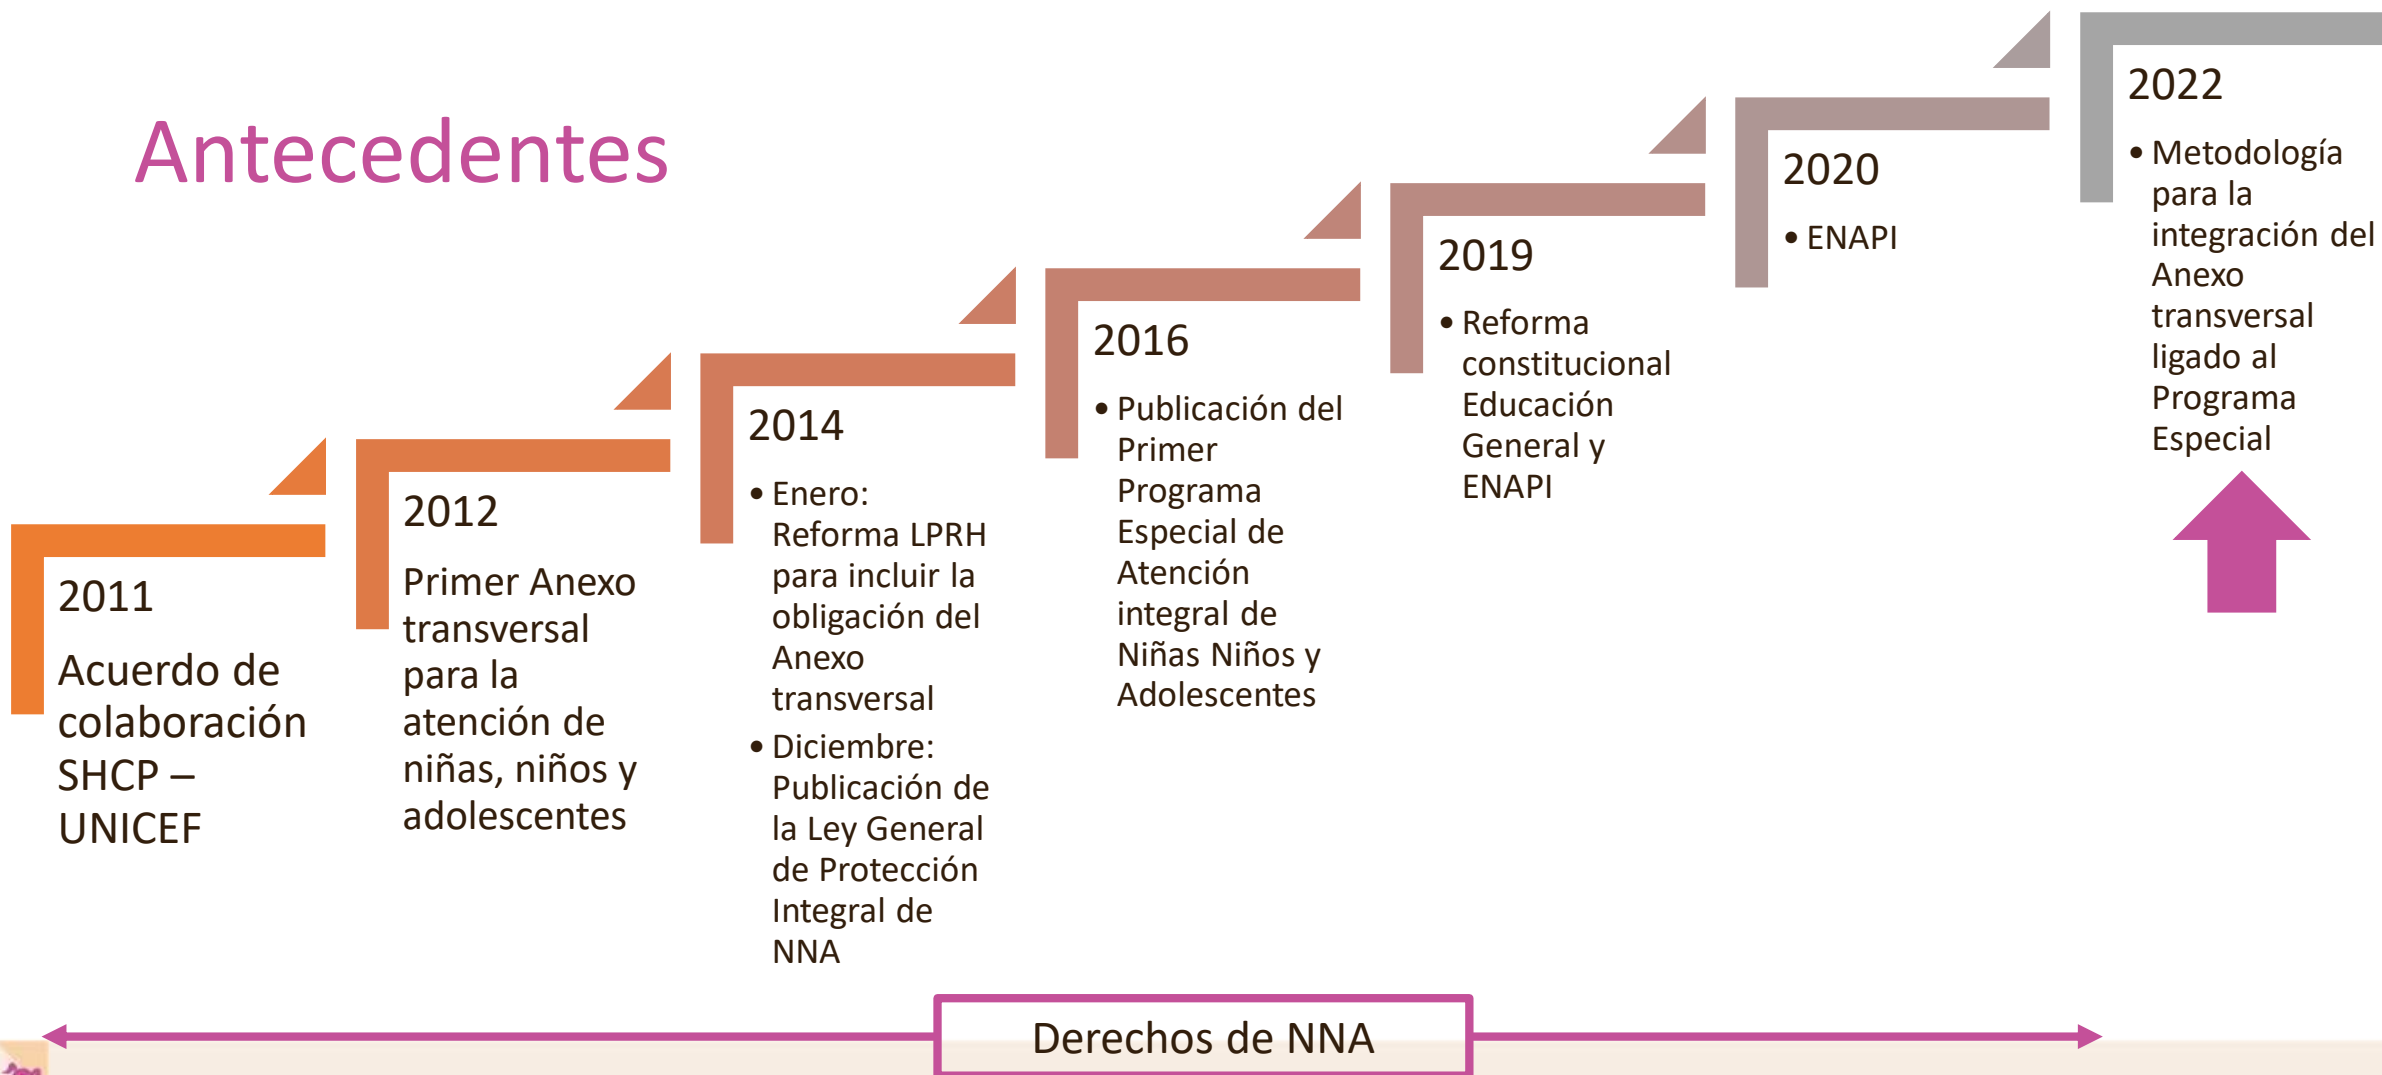 Antecedentes
2011
Acuerdo de
colaboración
SHCP –
UNICEF
2012
Primer Anexo
transversal
para la
atención de
niñas, niños y
adolescentes
2014
• Enero:
Reforma LPRH
para incluir la
obligación del
Anexo
transversal
• Diciembre:
Publicación de
la Ley General
de Protección
Integral de
NNA
2016
• Publicación del
Primer
Programa
Especial de
Atención
integral de
Niñas Niños y
Adolescentes
2019
• Reforma
constitucional
Educación
General y
ENAPI
2020
• ENAPI
2022
• Metodología
para la
integración del
Anexo
transversal
ligado al
Programa
Especial
Derechos de NNA